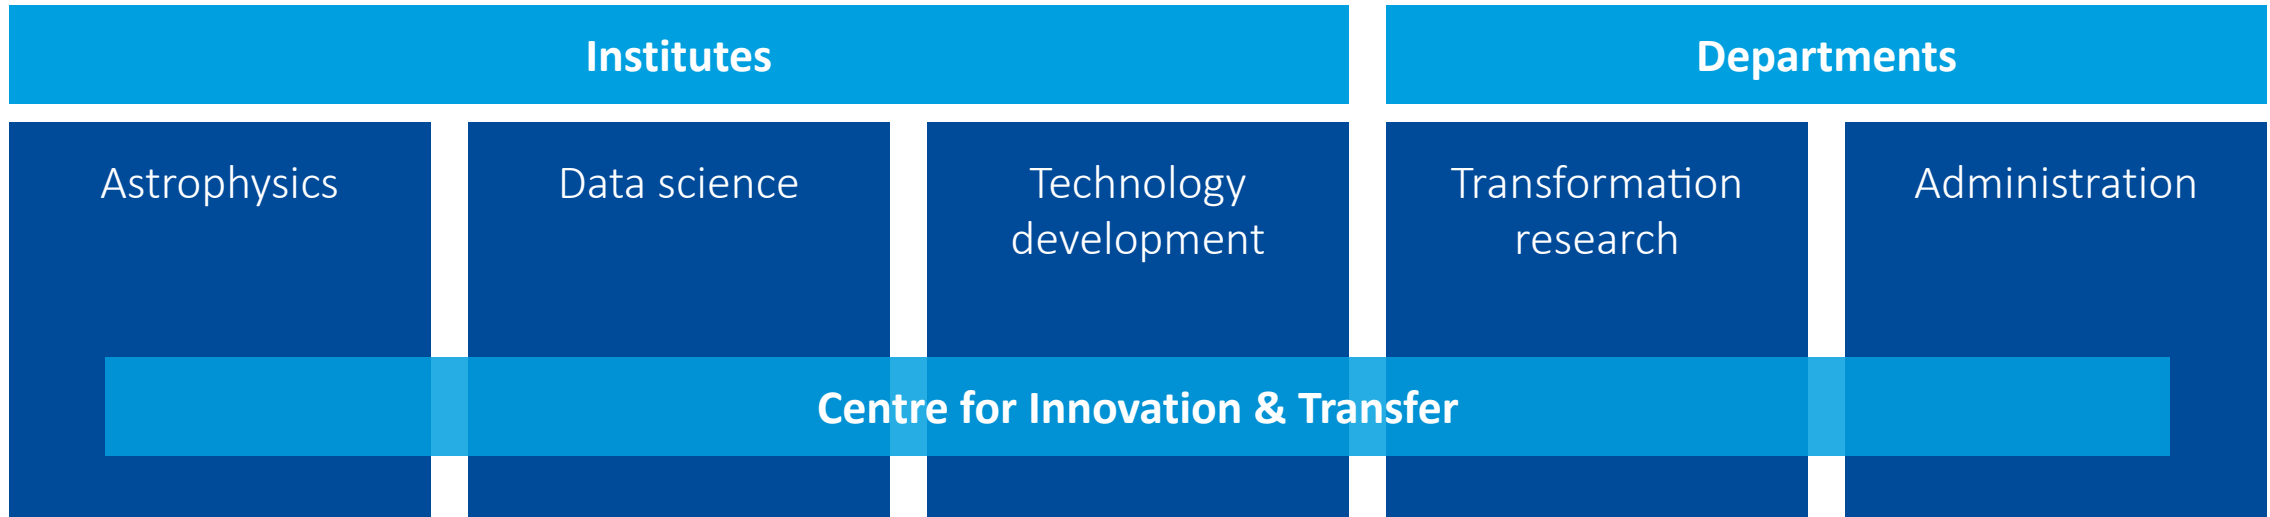 Institutes
Departments
Astrophysics
Data science
Technology
development
Transformation
research
Administration
Centre for Innovation & Transfer